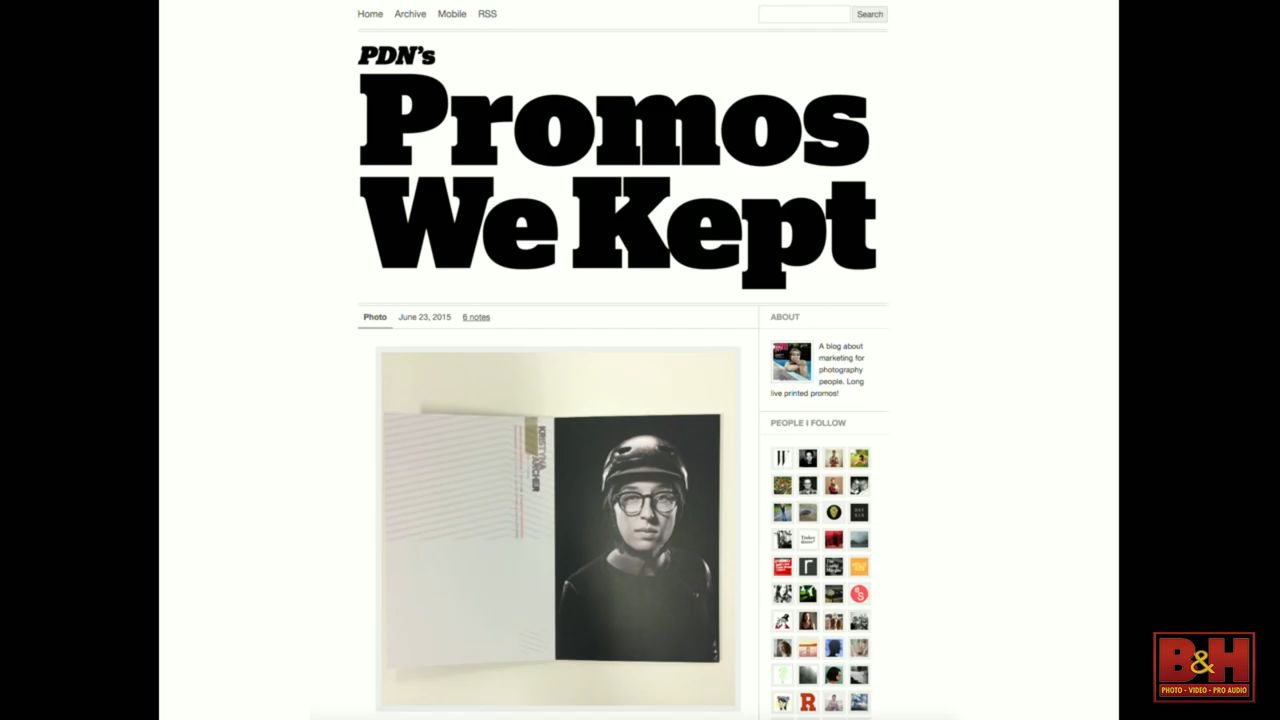 Home Archive Mobile RSS
Search
PDN's
Promos
We Kept
Photo June 23, 2015 6 notes
ABOUT
A blog about
marketing for
photography
people. Long
live printed promos!
PEOPLE I FOLLOW
B&H
PHOTO - VIDEO - PRO AUDIO